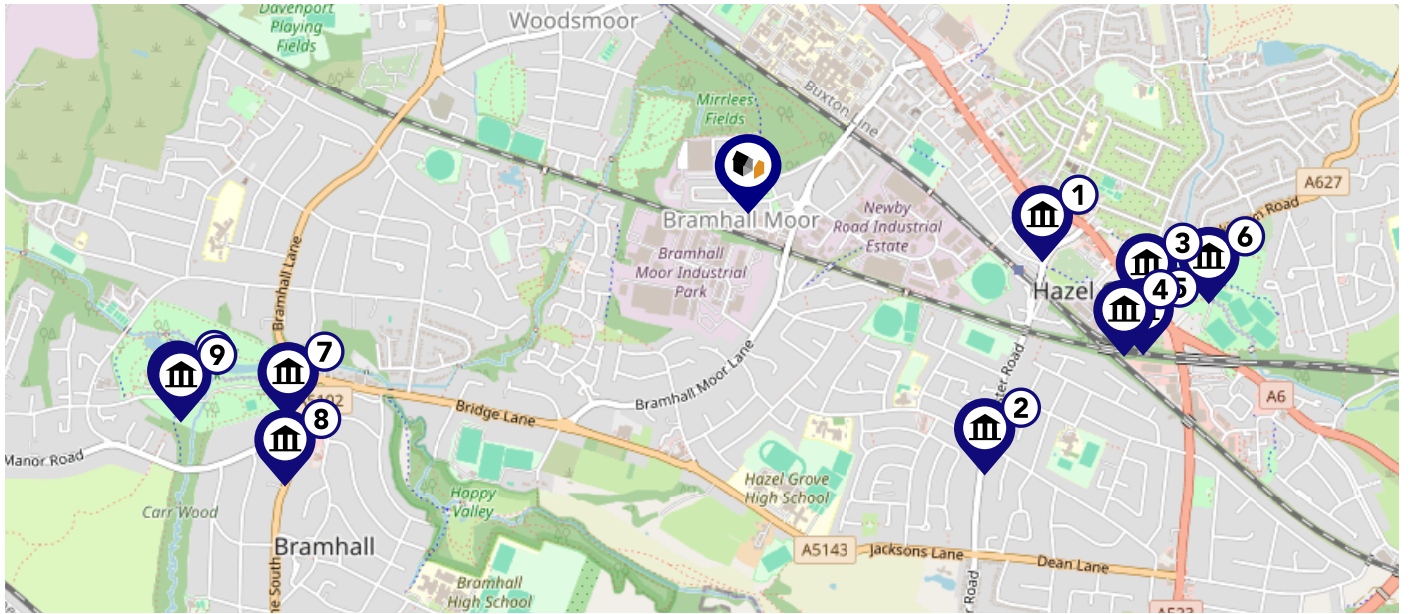 Davenport
Playing
Fields
Woodsmoor
Mirrlees
Fields
Buxton Line
A627
1
Bramhall Moor
Newby
Road Industrial
Estate
Road
3
6
Bramhall
Moor Industrial
Park
Hazel
4
5
Bramhall Lane
9
7
8
Bramhall Moor Lane
Bridge Lane
A6
2
Manor Road
Hazel Grove
High School
Happy
Valley
Carr Wood
Bramhall
A5143
Jacksons Lane
Dean Lane
Bramhall
High School